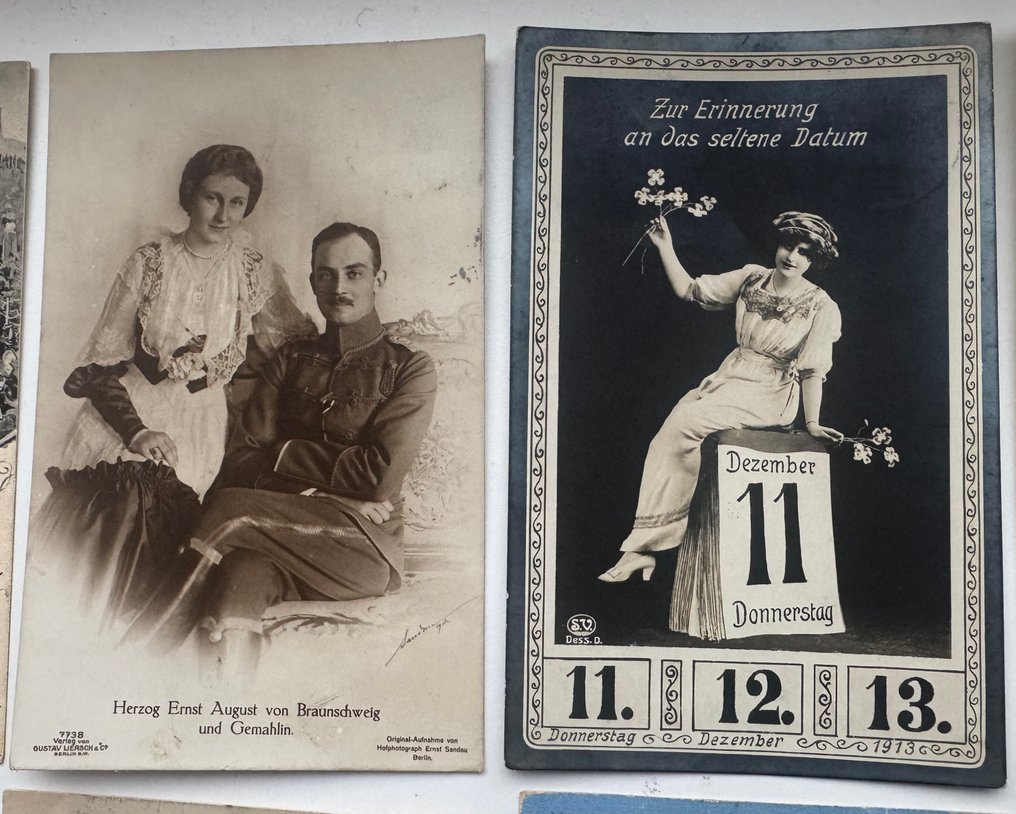 Herzog Ernst August von Braunschweig
und Gemahlin.
7738
Verlag von
GUSTAV LIERSCH & Cº
BERLIN S.W.
Original-Aufnahme von
Hofphotograph Ernst Sandau
Berlin.
Zur Erinnerung
an das seltene Datum
Dezember
11
Donnerstag
S.V
Des S. D.
11. 12. 13.
Donnerstag Dezember 1913